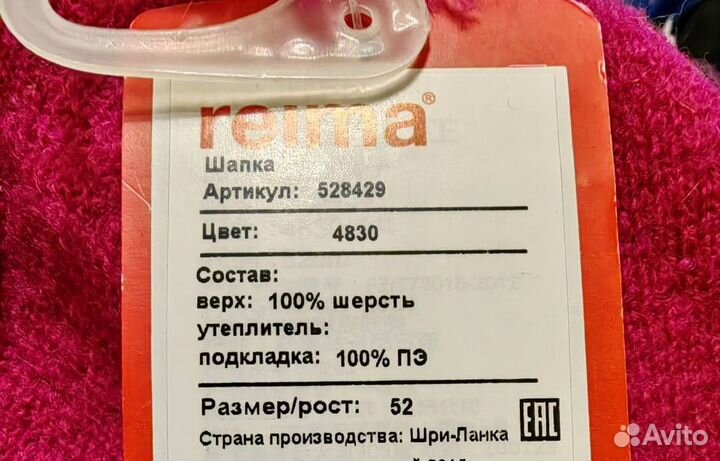 reima®
Шапка
Артикул: 528429
Цвет: 4830
Состав:
верх: 100% шерсть
утеплитель:
подкладка: 100% ПЭ
Размер/рост: 52
Страна производства: Шри-Ланка
EAC
Avito